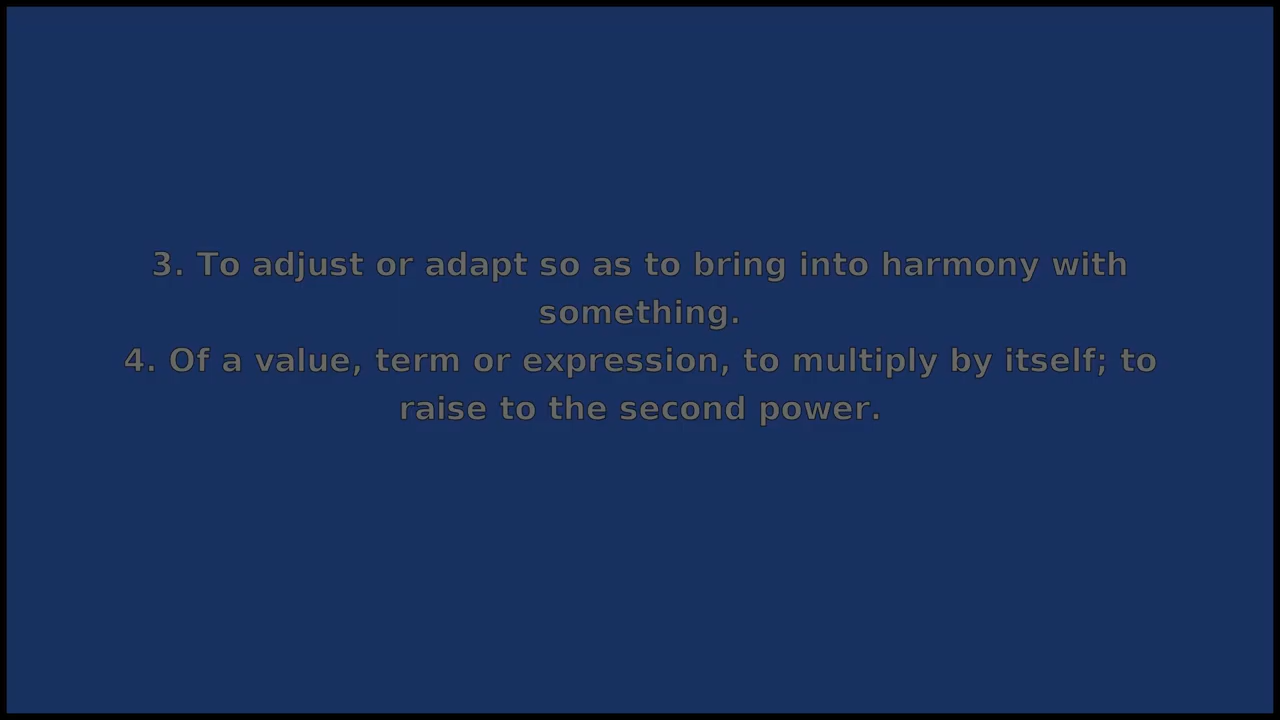 3. To adjust or adapt so as to bring into harmony with
something.
4. Of a value, term or expression, to multiply by itself; to
raise to the second power.